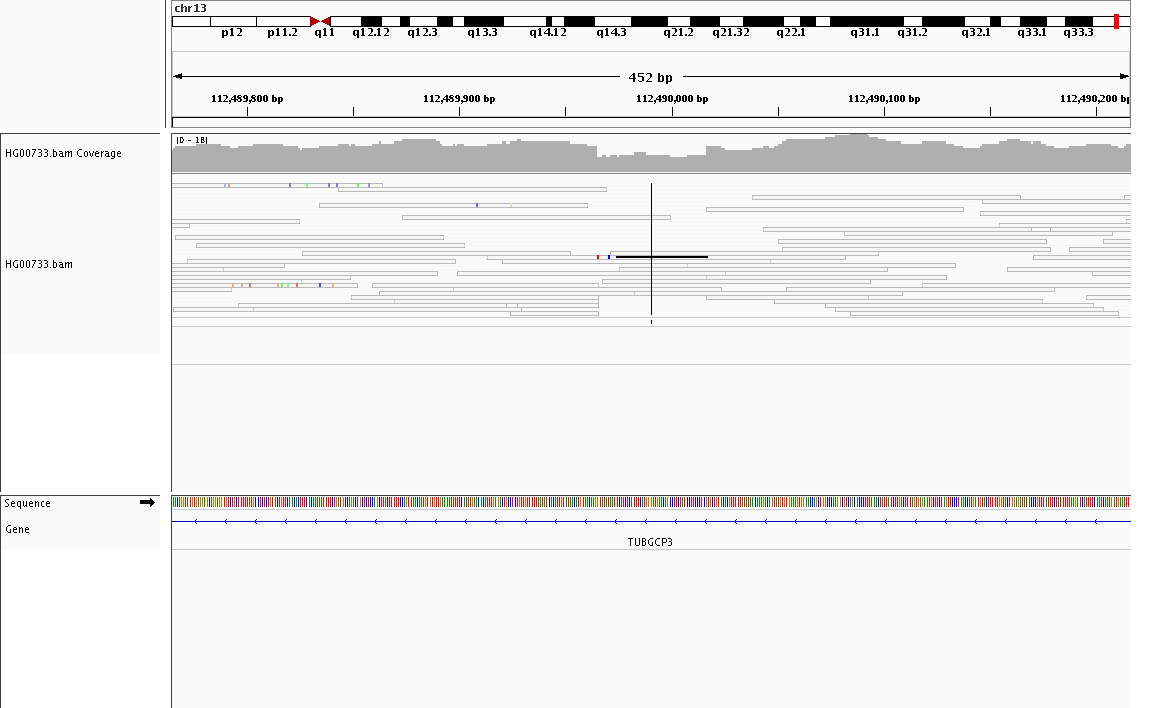 chr13
p12 p11.2 q11 q12.12 q12.3 q13.3 q14.12 q14.3 q21.2 q21.32 q22.1 q31.1 q31.2 q32.1 q33.1 q33.3
452 bp
112,489,800 bp 112,489,900 bp 112,490,000 bp 112,490,100 bp 112,490,200 bp
[0 - 18]
HG00733.bam Coverage
HG00733.bam
Sequence
Gene
TUBGCP3